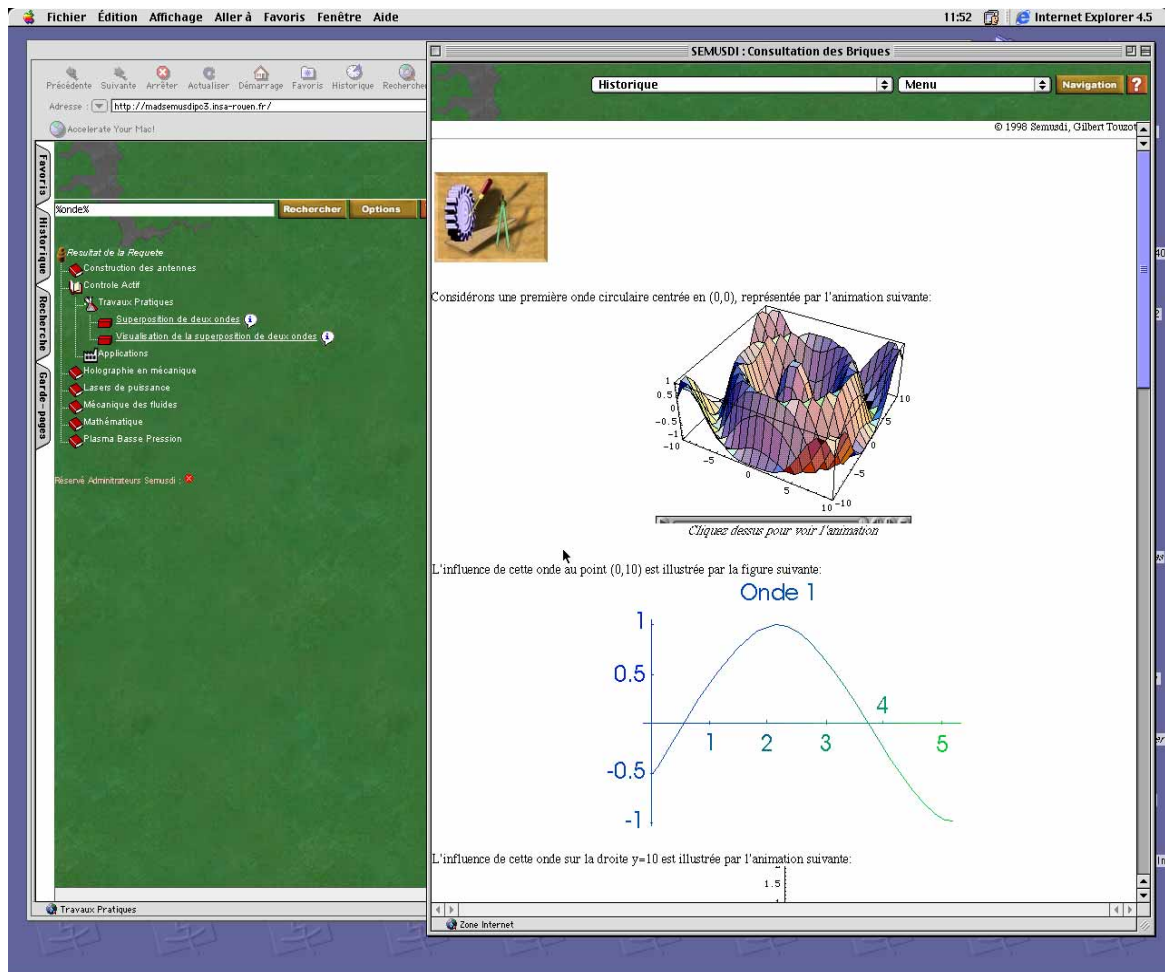 Fichier Édition Affichage Aller à Favoris Fenêtre Aide
11:52 Internet Explorer 4.5
Précédente Suivante Arrêter Actualiser Démarrage Favoris Historique Recherche
Adresse : http://madsemusdipc3.insa-rouen.fr/
Accelerate Your Mac!
Favoris
Historique
Recherche
Garde-pages
%onde%
Rechercher Options
Resultat de la Requete
Construction des antennes
Controle Actif
Travaux Pratiques
Superposition de deux ondes
Visualisation de la superposition de deux ondes
Applications
Holographie en mécanique
Lasers de puissance
Mécanique des fluides
Mathématique
Plasma Basse Pression
Réservé Adminitrateurs Semusdi :
Travaux Pratiques
SEMUSDI : Consultation des Briques
Historique Menu Navigation ?
© 1998 Semusdi, Gilbert Touzot
Considérons une première onde circulaire centrée en (0,0), représentée par l'animation suivante:
1
0.5
0
-0.5
-1
-10 -5 0 5 10
-10 -5 0 5 10
Cliquez dessus pour voir l'animation
L'influence de cette onde au point (0,10) est illustrée par la figure suivante:
Onde 1
1
0.5
-0.5
-1
1 2 3 4 5
L'influence de cette onde sur la droite y=10 est illustrée par l'animation suivante:
1.5
Zone Internet